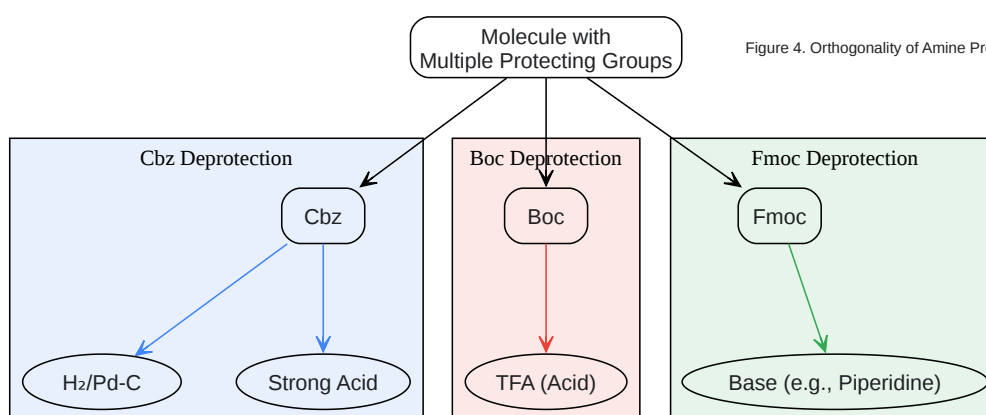 Molecule with
Multiple Protecting Groups
Figure 4. Orthogonality of Amine Pr
Cbz Deprotection
Boc Deprotection
Fmoc Deprotection
Cbz
Boc
Fmoc
H₂/Pd-C
Strong Acid
TFA (Acid)
Base (e.g., Piperidine)